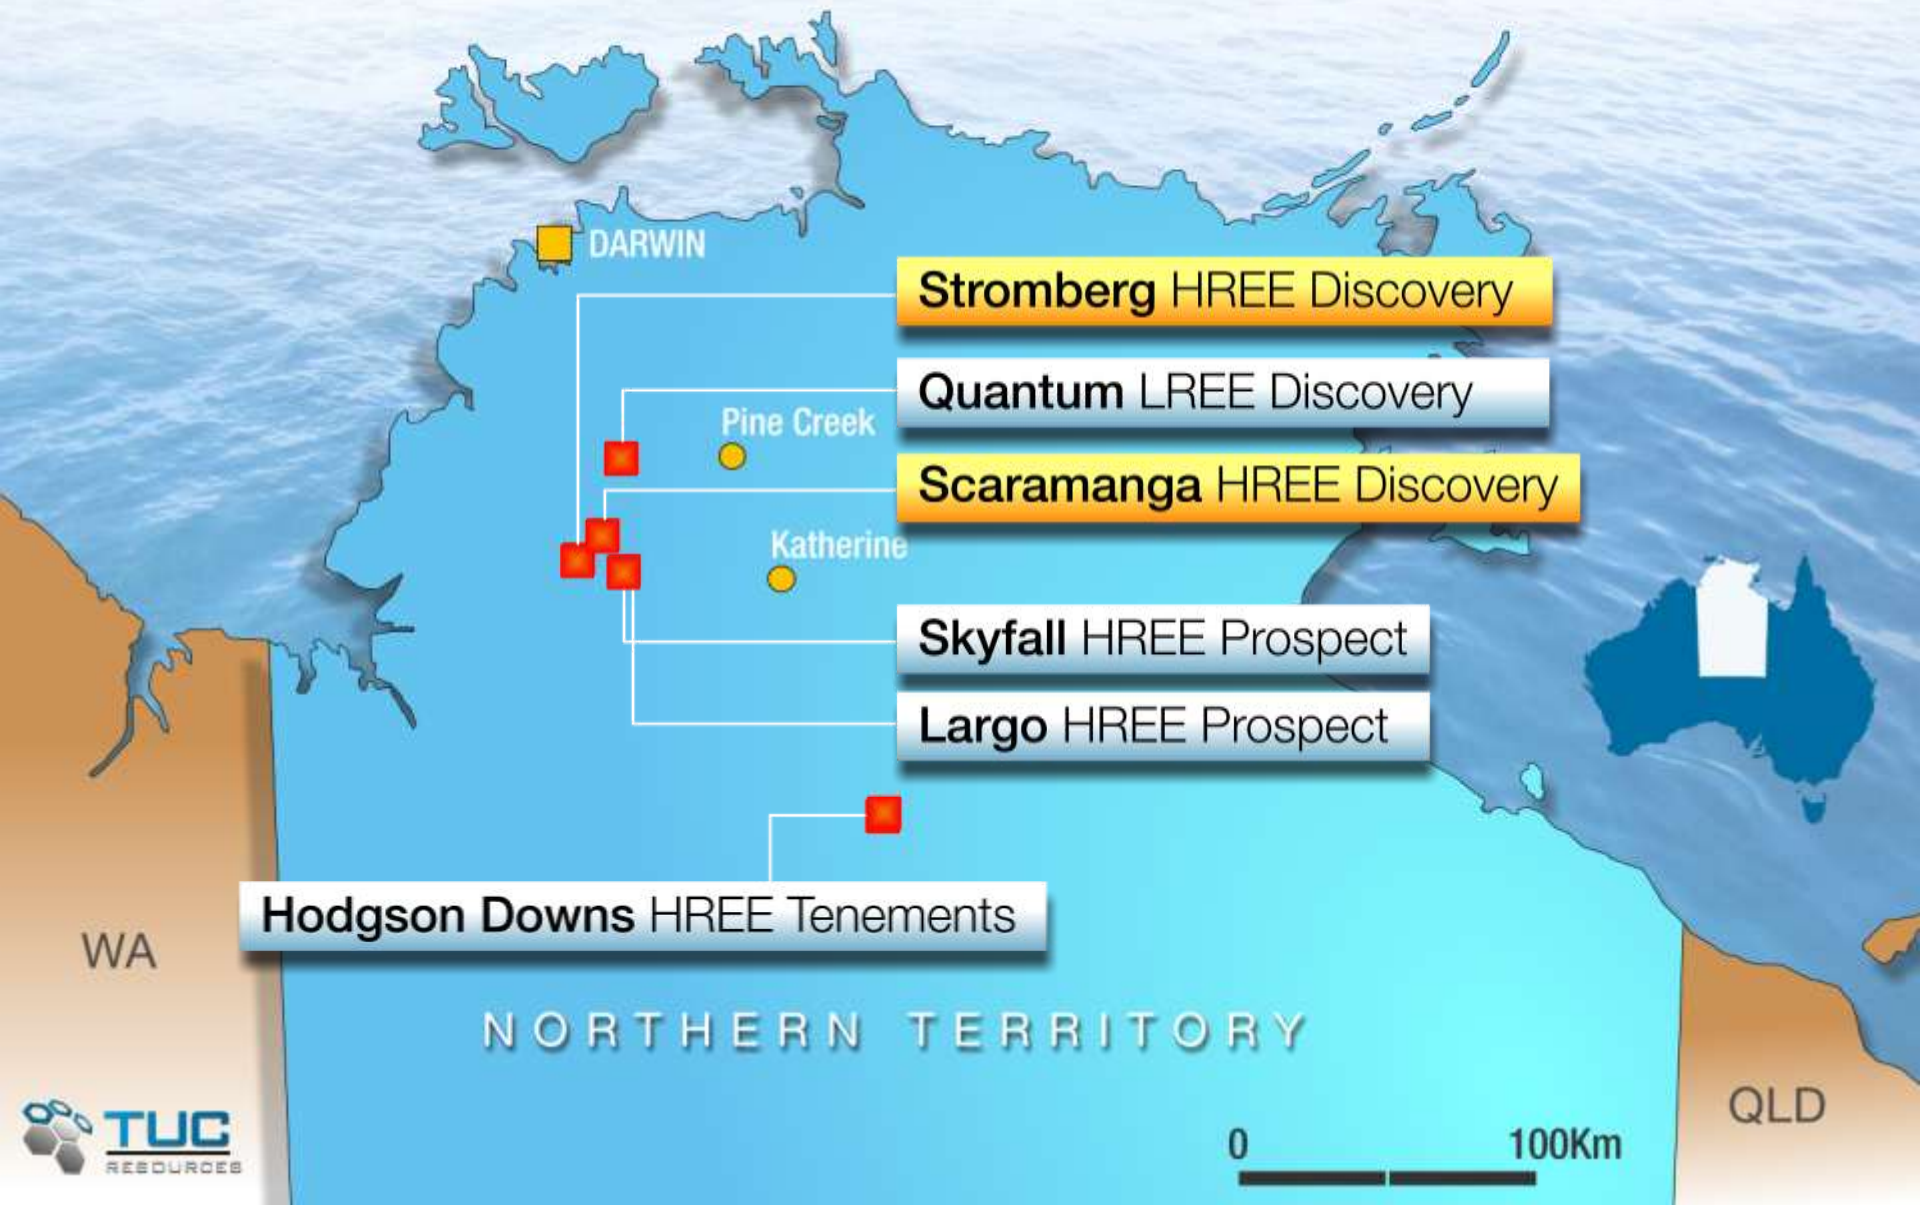 DARWIN
Stromberg HREE Discovery
Quantum LREE Discovery
Pine Creek
Scaramanga HREE Discovery
Katherine
Skyfall HREE Prospect
Largo HREE Prospect
Hodgson Downs HREE Tenements
WA
NORTHERN TERRITORY
QLD
0 100Km
TUC
RESOURCES